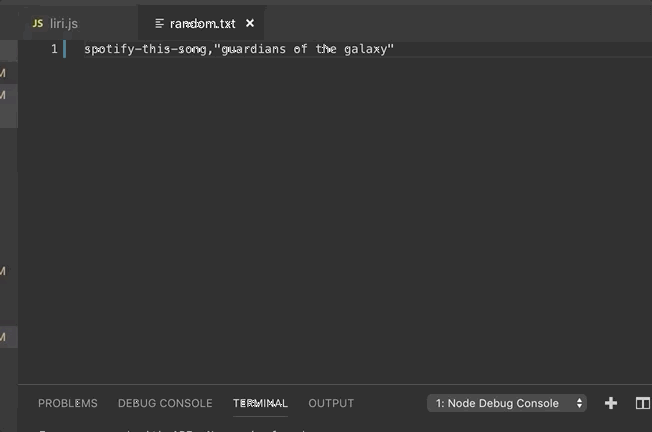 JS liri.js random.txt ×
M
1 spotify-this-song,"guardians of the galaxy"
M
M
M
PROBLEMS DEBUG CONSOLE TERMINAL OUTPUT 1: Node Debug Console